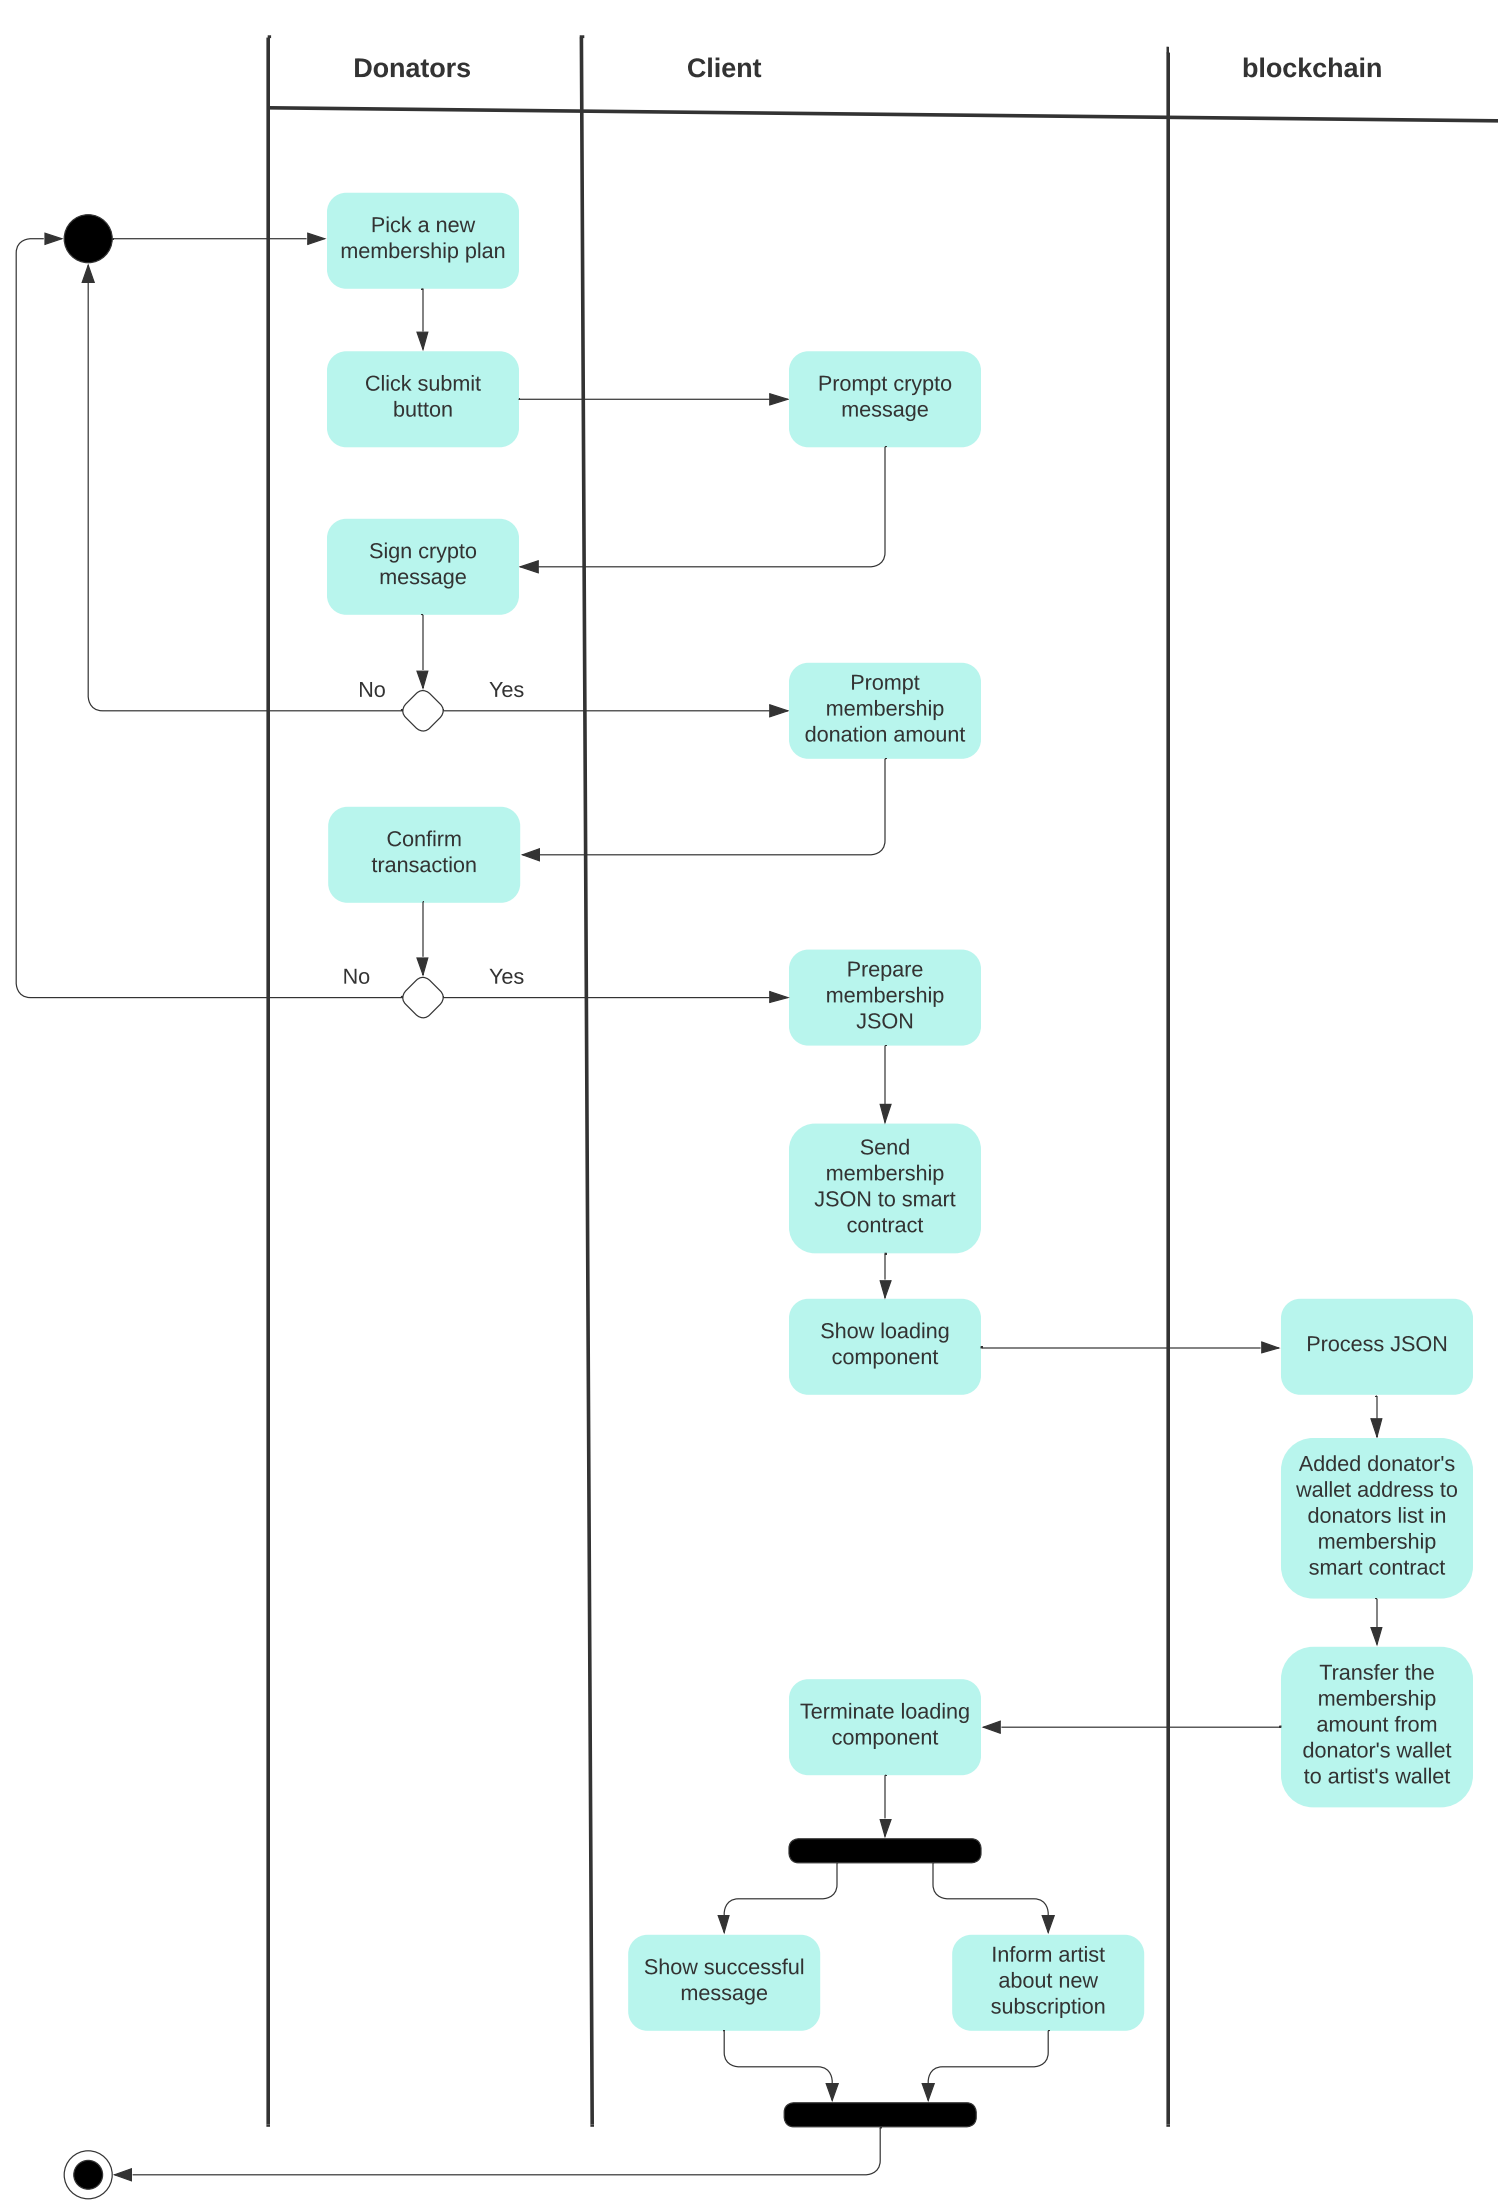 Donators
Client
blockchain
Pick a new
membership plan
Click submit
button
Prompt crypto
message
Sign crypto
message
No
Yes
Prompt
membership
donation amount
Confirm
transaction
No
Yes
Prepare
membership
JSON
Send
membership
JSON to smart
contract
Show loading
component
Process JSON
Added donator's
wallet address to
donators list in
membership
smart contract
Transfer the
membership
amount from
donator's wallet
to artist's wallet
Terminate loading
component
Show successful
message
Inform artist
about new
subscription